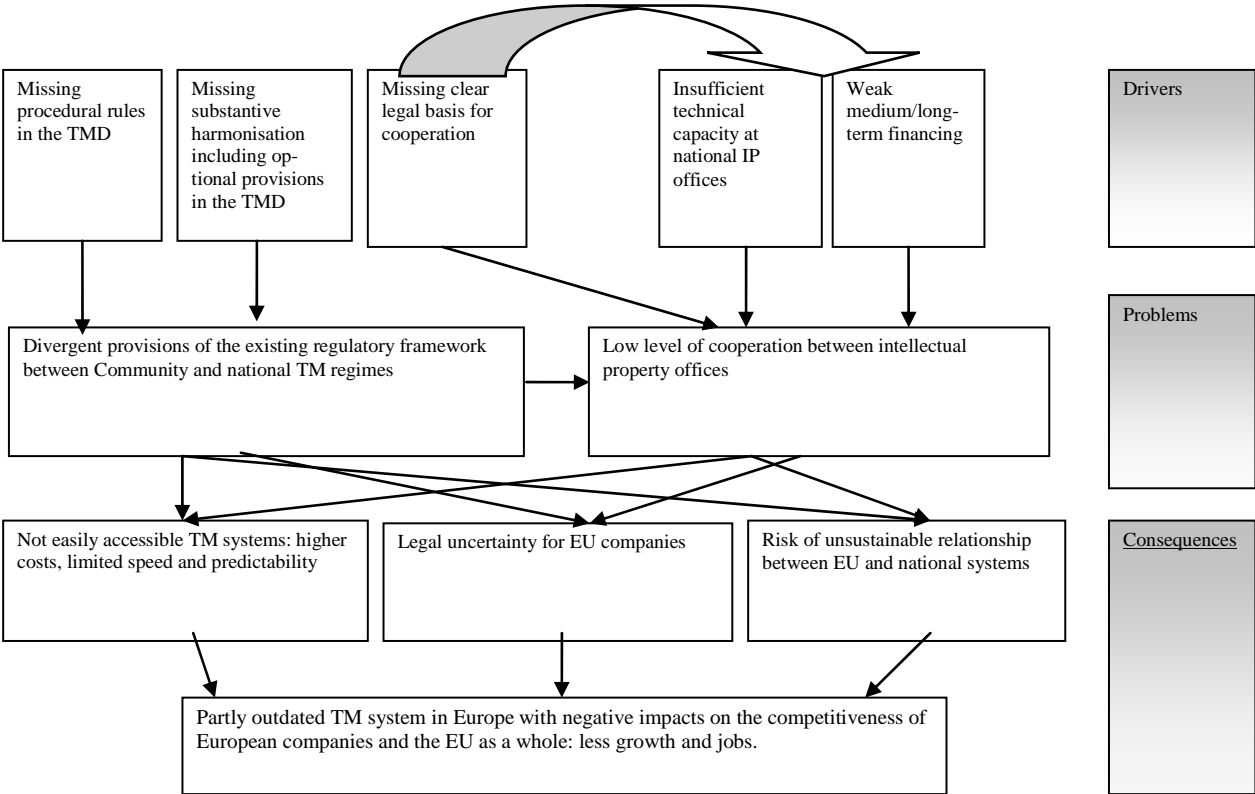 Missing
procedural rules
in the TMD
Missing
substantive
harmonisation
including op-
tional provisions
in the TMD
Missing clear
legal basis for
cooperation
Insufficient
technical
capacity at
national IP
offices
Weak
medium/long-
term financing
Drivers
Divergent provisions of the existing regulatory framework
between Community and national TM regimes
Low level of cooperation between intellectual
property offices
Problems
Not easily accessible TM systems: higher
costs, limited speed and predictability
Legal uncertainty for EU companies
Risk of unsustainable relationship
between EU and national systems
Consequences
Partly outdated TM system in Europe with negative impacts on the competitiveness of
European companies and the EU as a whole: less growth and jobs.